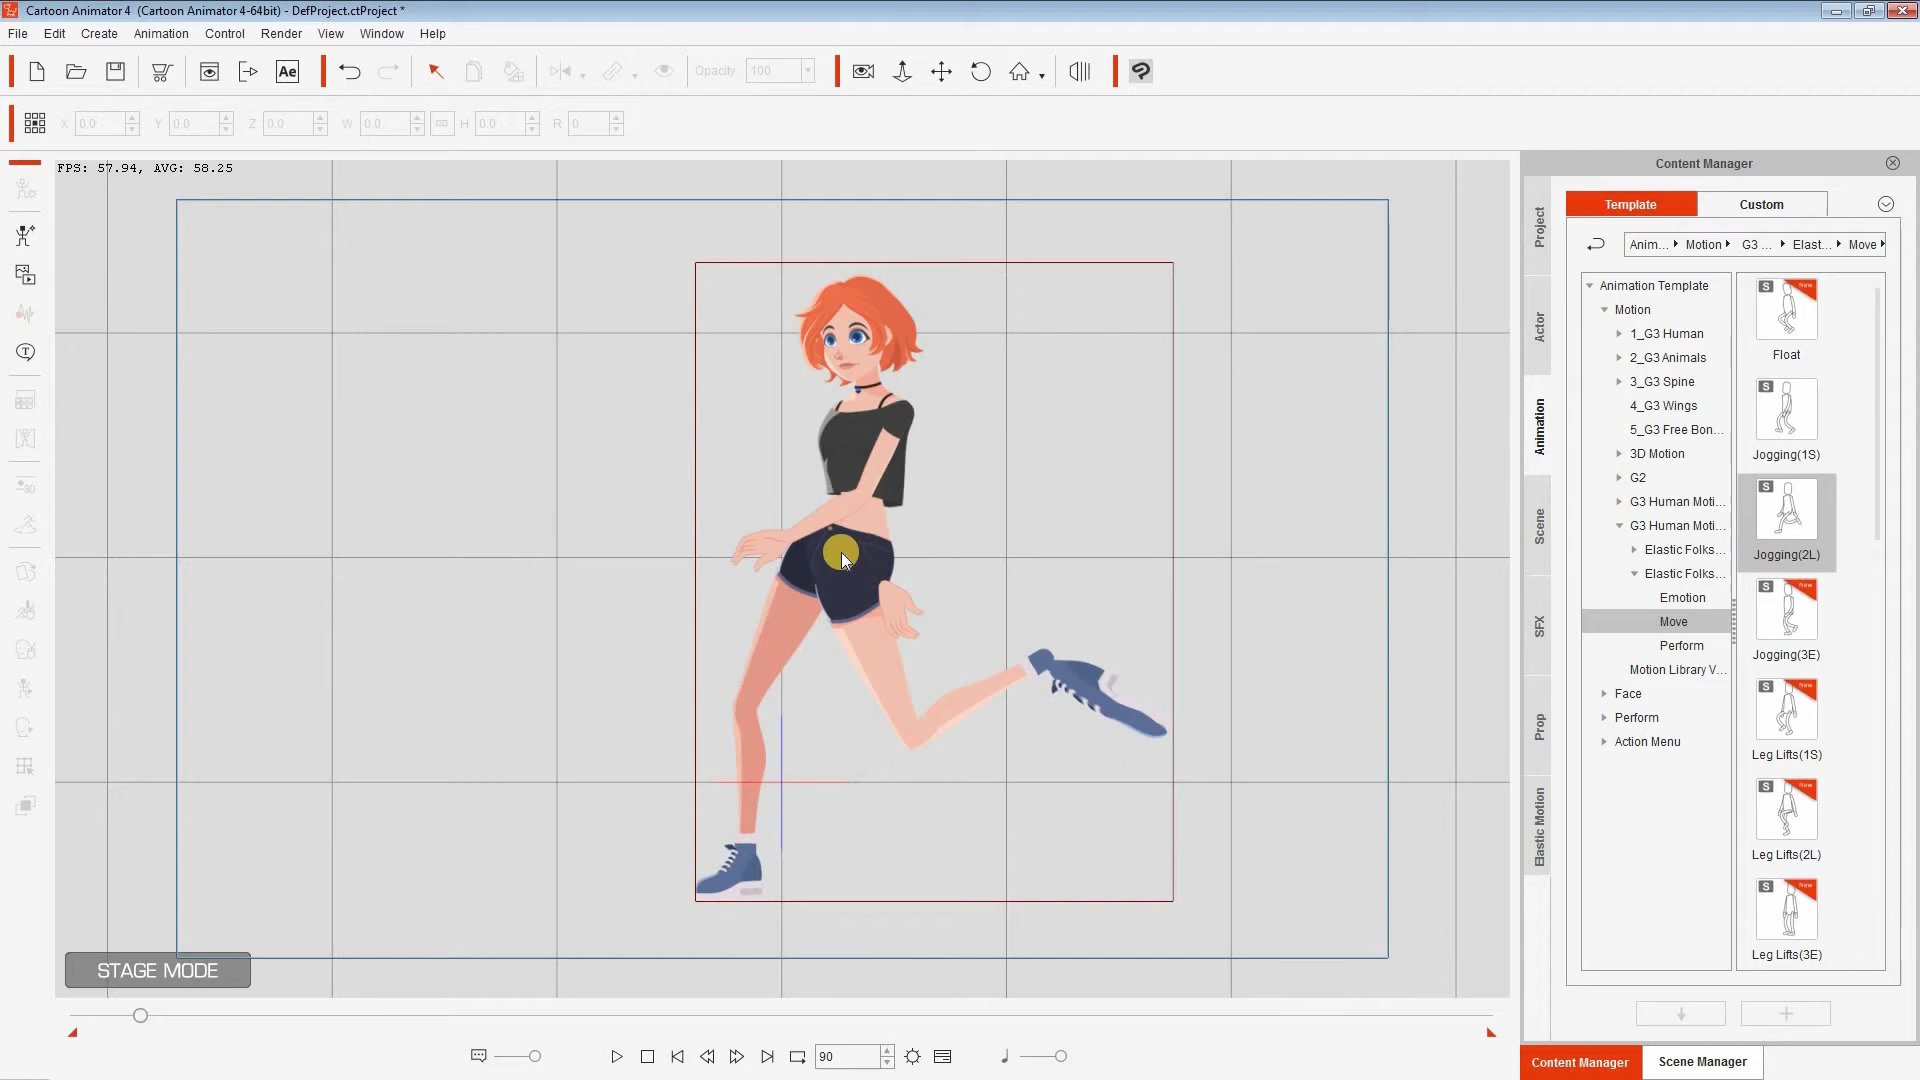 Cartoon Animator 4 (Cartoon Animator 4-64bit) - DefProject.ctProject *
File Edit Create Animation Control Render View Window Help
Ae Opacity 100
X 0.0 Y 0.0 Z 0.0 W 0.0 H 0.0 R 0
FPS: 57.94, AVG: 58.25
STAGE MODE
90
Content Manager
Project
Actor
Animation
Scene
SFX
Prop
Elastic Motion
Template Custom
Anim... Motion G3 ... Elast... Move
Animation Template
Motion
1_G3 Human
2_G3 Animals
3_G3 Spine
4_G3 Wings
5_G3 Free Bon...
3D Motion
G2
G3 Human Moti...
G3 Human Moti...
Elastic Folks...
Elastic Folks...
Emotion
Move
Perform
Motion Library V...
Face
Perform
Action Menu
S New
Float
S
Jogging(1S)
S
Jogging(2L)
S New
Jogging(3E)
S New
Leg Lifts(1S)
S New
Leg Lifts(2L)
S New
Leg Lifts(3E)
Content Manager Scene Manager